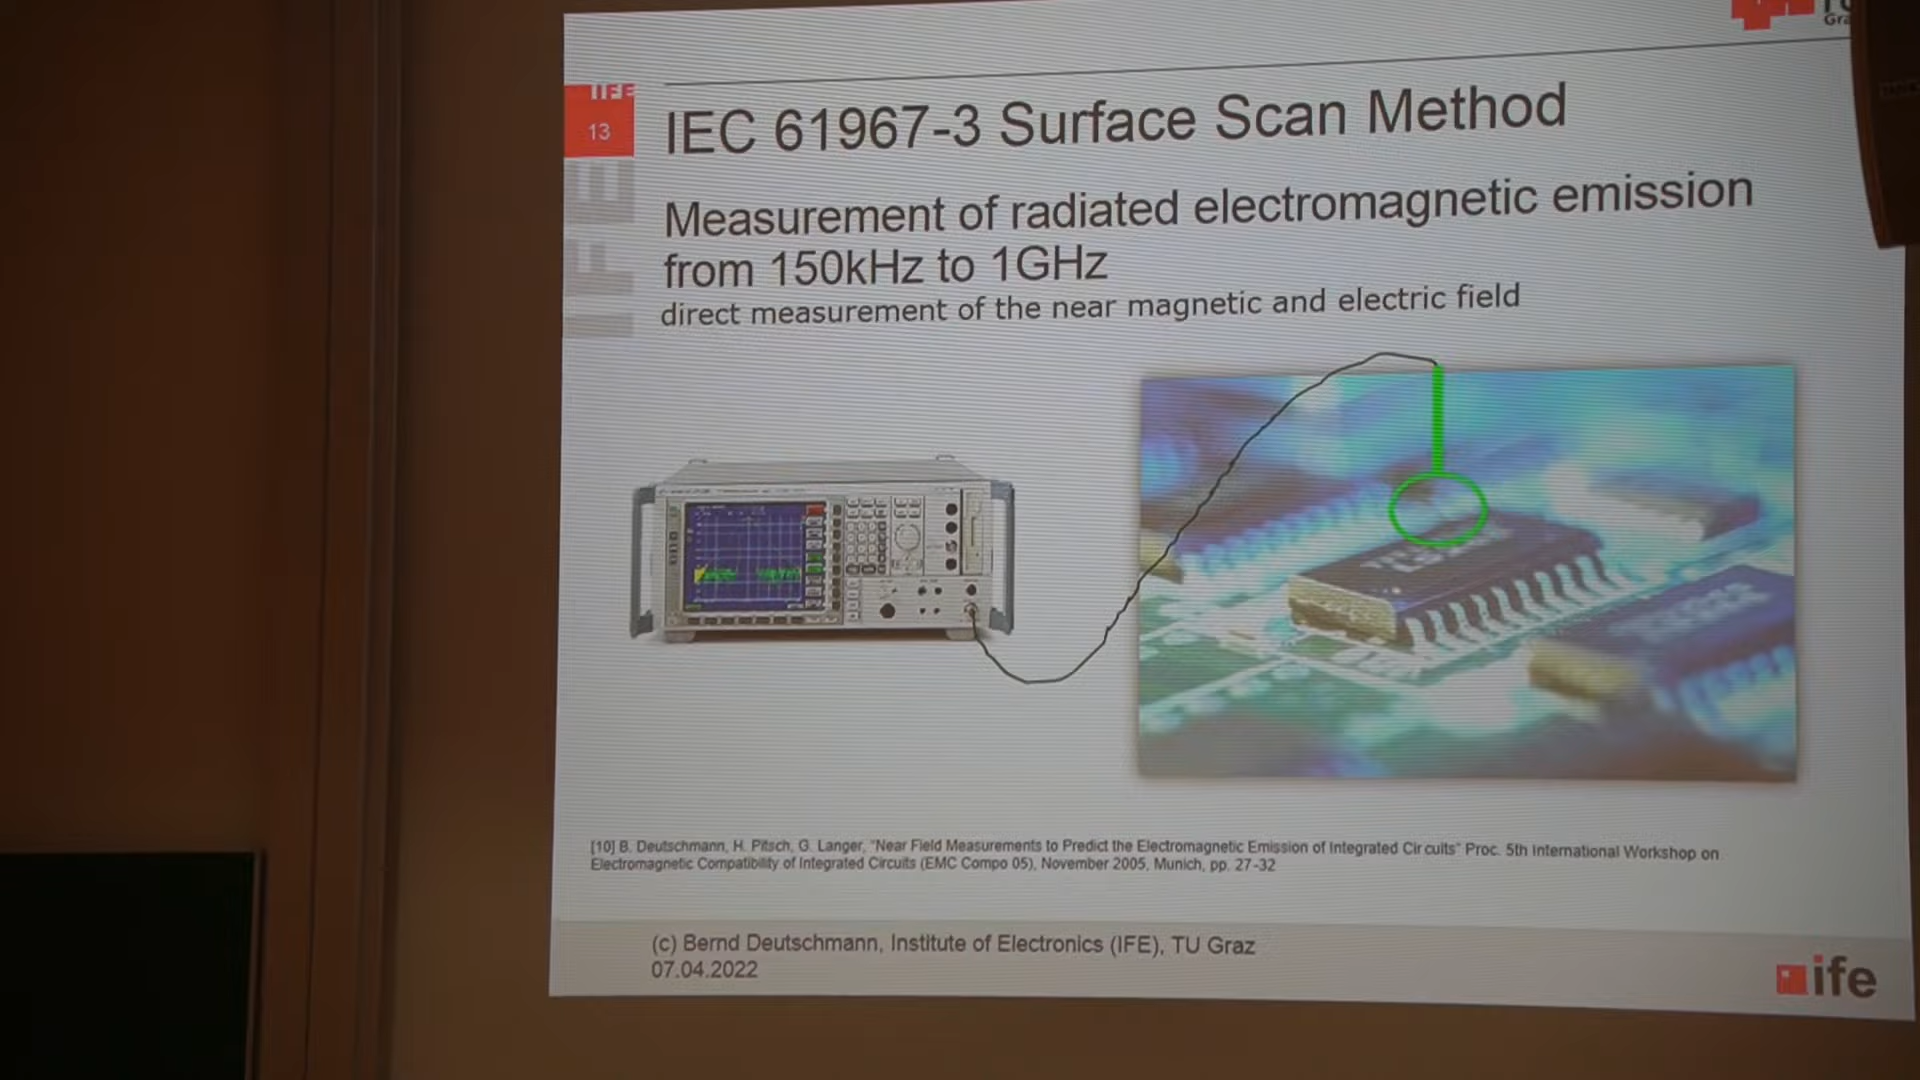 IFE
13
IEC 61967-3 Surface Scan Method
Measurement of radiated electromagnetic emission
from 150kHz to 1GHz
direct measurement of the near magnetic and electric field
[10] B. Deutschmann, H. Pitsch, G. Langer, "Near Field Measurements to Predict the Electromagnetic Emission of Integrated Circuits" Proc. 5th International Workshop on
Electromagnetic Compatibility of Integrated Circuits (EMC Compo 05), November 2005, Munich, pp. 27-32
(c) Bernd Deutschmann, Institute of Electronics (IFE), TU Graz
07.04.2022
ife